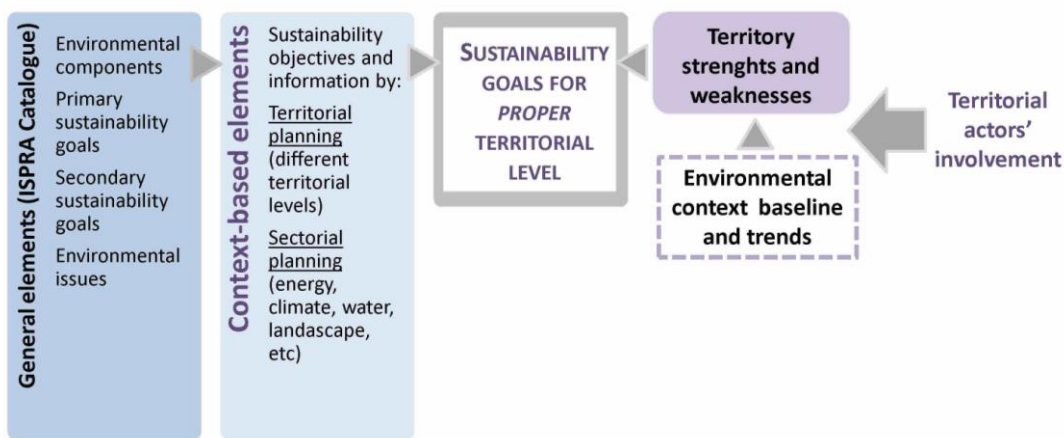 General elements (ISPRA Catalogue)
Environmental
components
Primary
sustainability
goals
Secondary
sustainability
goals
Environmental
issues
Context-based elements
Sustainability
objectives and
information by:
Territorial
planning
(different
territorial
levels)
Sectorial
planning
(energy,
climate, water,
landascape,
etc)
SUSTAINABILITY
GOALS FOR
PROPER
TERRITORIAL
LEVEL
Territory
strenghts and
weaknesses
Environmental
context baseline
and trends
Territorial
actors'
involvement